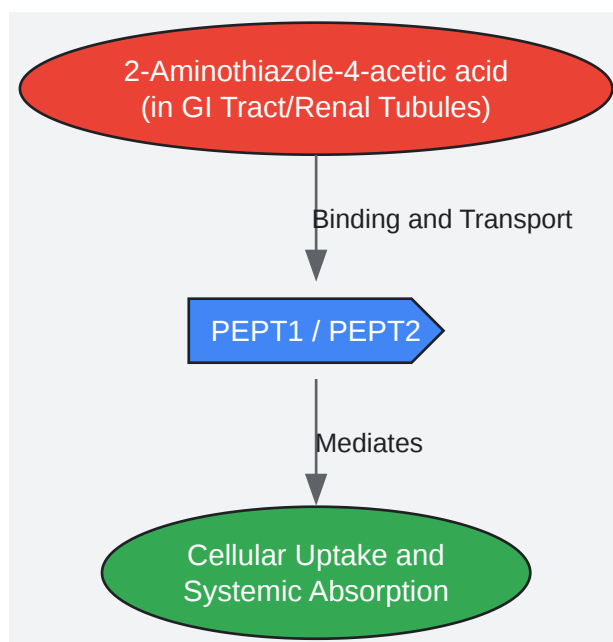 2-Aminothiazole-4-acetic acid
(in GI Tract/Renal Tubules)
Binding and Transport
PEPT1 / PEPT2
Mediates
Cellular Uptake and
Systemic Absorption